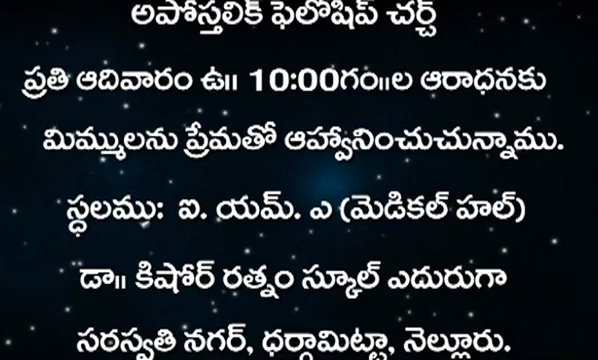 అపోస్తలిక్ ఫెలోషిప్ చర్చ్
ప్రతి ఆదివారం ఉ॥ 10:00గం॥ల ఆరాధనకు
మిమ్ములను ప్రేమతో ఆహ్వానించుచున్నాము.
స్థలము: ఐ. యమ్. ఎ (మెడికల్ హల్)
డా॥ కిషోర్ రత్నం స్కూల్ ఎదురుగా
సరస్వతి నగర్, ధర్గామిట్టా, నెల్లూరు.